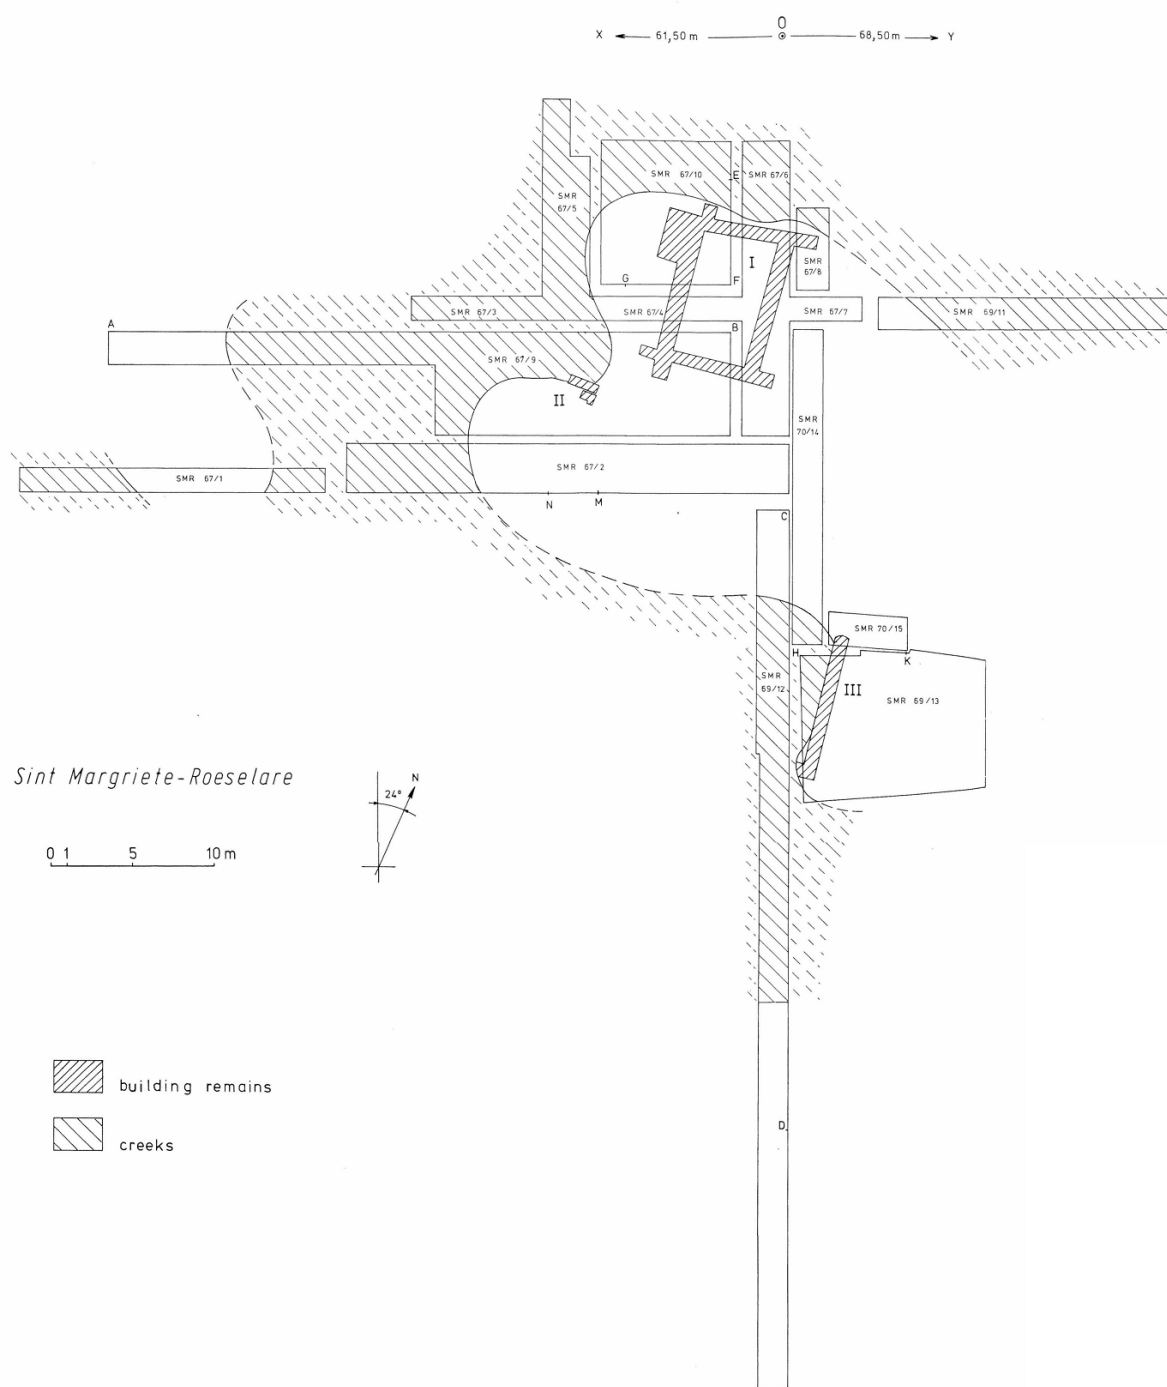 O
X 61,50 m 68,50 m Y
SMR 67/10
E
SMR 67/6
SMR
67/5
I
SMR
67/8
G
F
SMR 67/3
SMR 67/4
SMR 67/7
SMR 69/11
A
B
SMR 67/9
II
SMR
70/14
SMR 67/2
SMR 67/1
N
M
C
SMR 70/15
H
K
SMR
69/12
III
SMR 69/13
Sint Margriete-Roeselare
N
24°
0 1 5 10 m
building remains
D
creeks